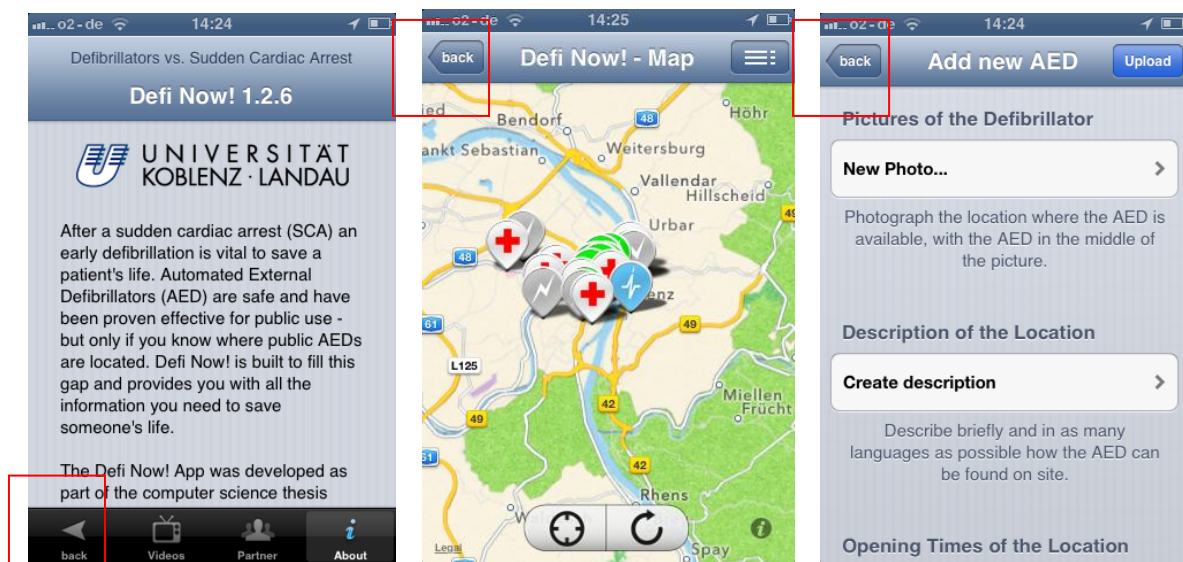 o2-de 14:24
Defibrillators vs. Sudden Cardiac Arrest
Defi Now! 1.2.6
UNIVERSITÄT
KOBLENZ · LANDAU
After a sudden cardiac arrest (SCA) an
early defibrillation is vital to save a
patient's life. Automated External
Defibrillators (AED) are safe and have
been proven effective for public use -
but only if you know where public AEDs
are located. Defi Now! is built to fill this
gap and provides you with all the
information you need to save
someone's life.
The Defi Now! App was developed as
part of the computer science thesis
back Videos Partner About
o2-de 14:25
back Defi Now! - Map
Bendorf 48 Höhr
ankt Sebastian Weitersburg
Vallendar
Hillscheid
Urbar
48
enz
61 49
L125
Miellen
42 Frücht
49
42
Rhens
Legal Spay
o2-de 14:24
back Add new AED Upload
Pictures of the Defibrillator
New Photo...
Photograph the location where the AED is
available, with the AED in the middle of
the picture.
Description of the Location
Create description
Describe briefly and in as many
languages as possible how the AED can
be found on site.
Opening Times of the Location